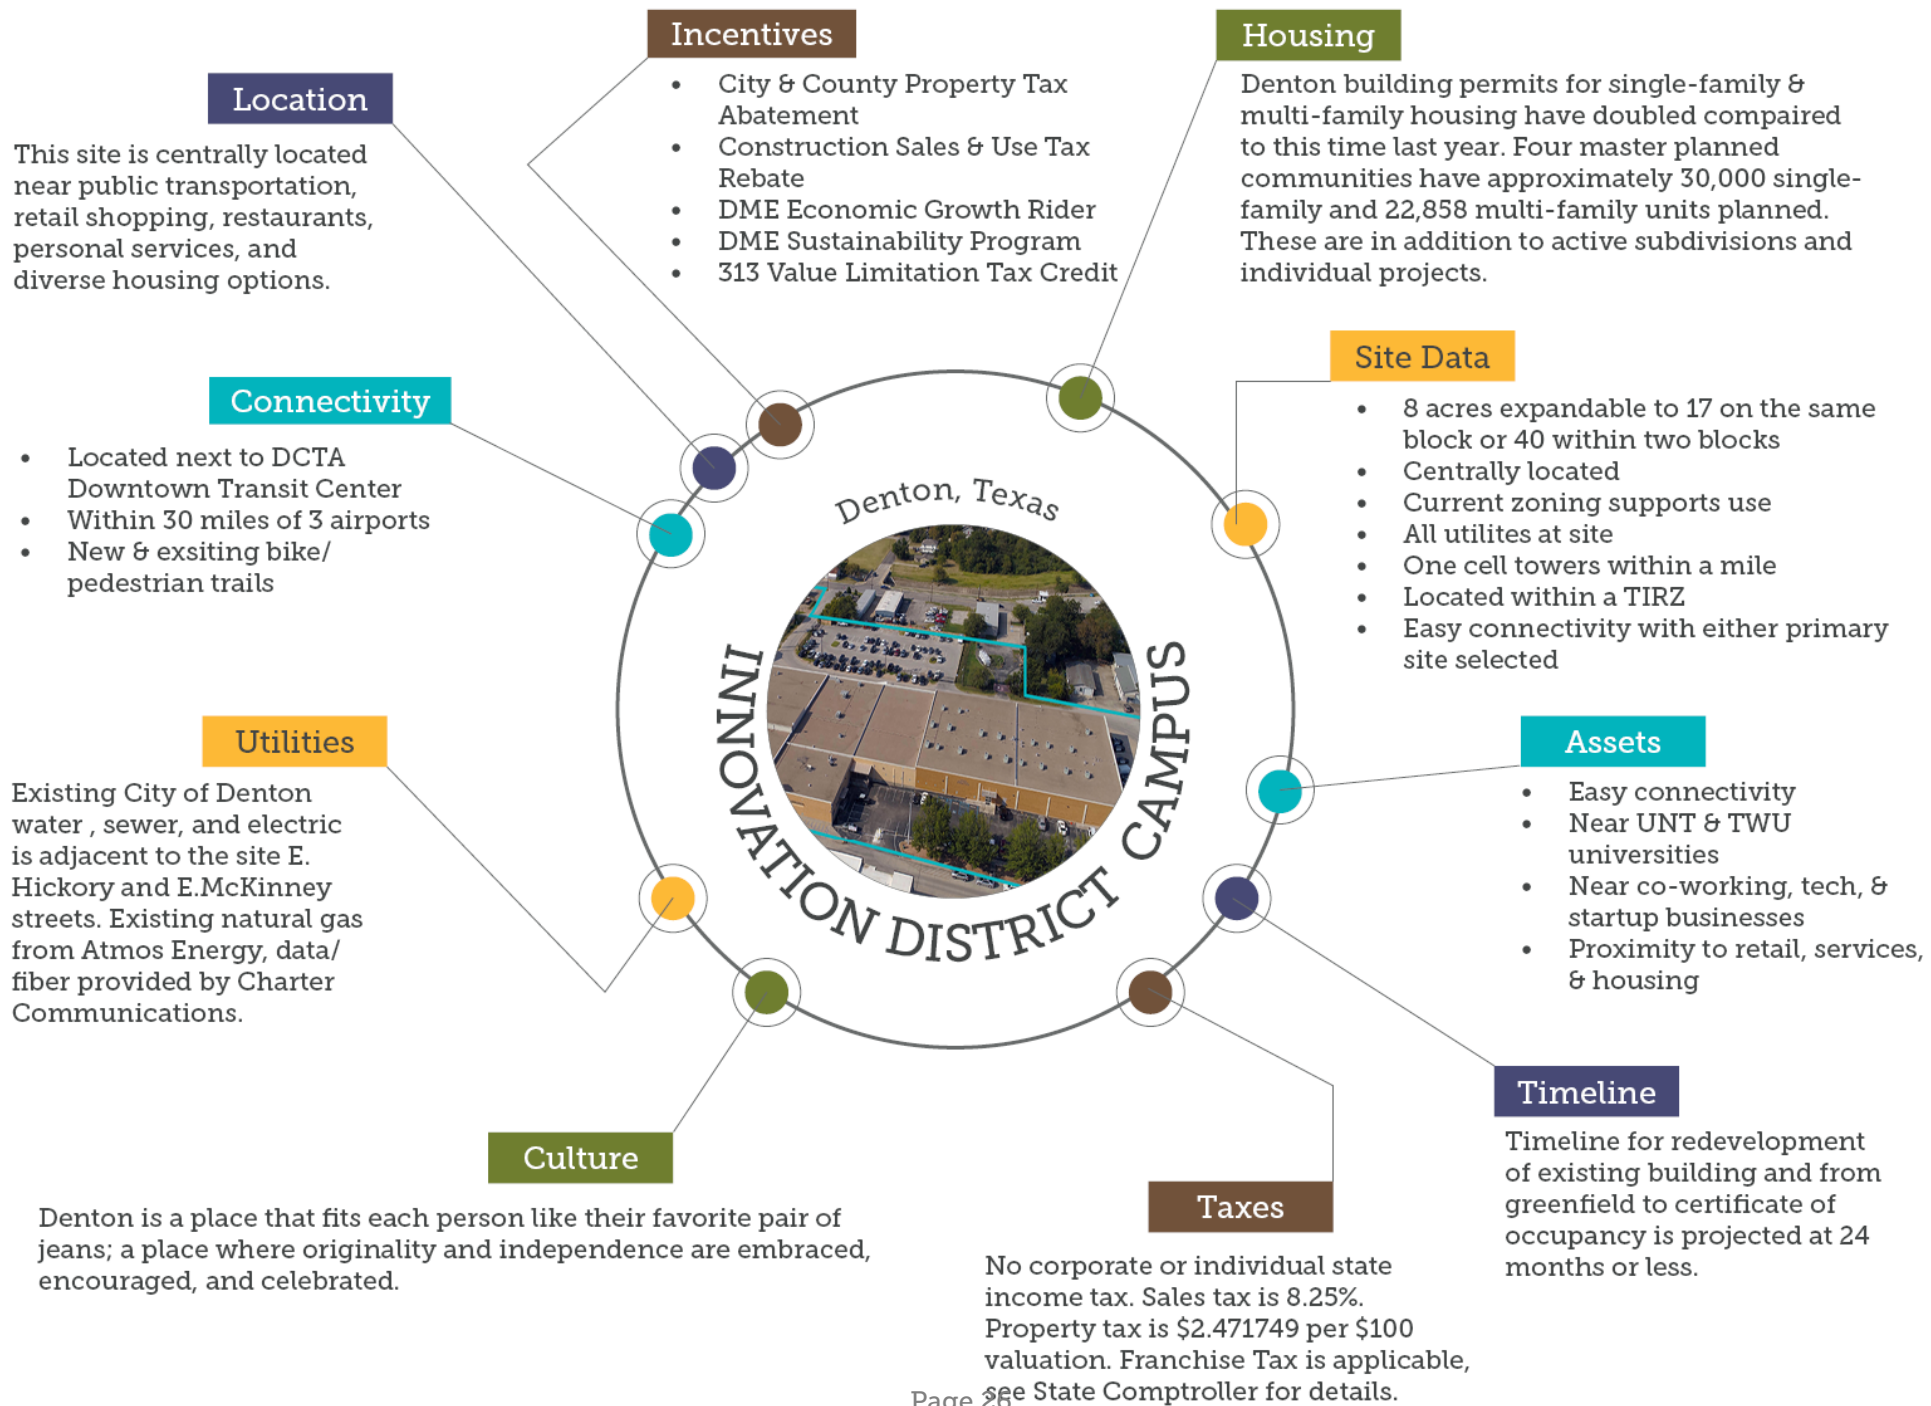 Incentives
• City & County Property Tax
Abatement
• Construction Sales & Use Tax
Rebate
• DME Economic Growth Rider
• DME Sustainability Program
• 313 Value Limitation Tax Credit
Housing
Denton building permits for single-family &
multi-family housing have doubled compaired
to this time last year. Four master planned
communities have approximately 30,000 single-
family and 22,858 multi-family units planned.
These are in addition to active subdivisions and
individual projects.
Location
This site is centrally located
near public transportation,
retail shopping, restaurants,
personal services, and
diverse housing options.
Site Data
• 8 acres expandable to 17 on the same
block or 40 within two blocks
• Centrally located
• Current zoning supports use
• All utilites at site
• One cell towers within a mile
• Located within a TIRZ
• Easy connectivity with either primary
site selected
Connectivity
• Located next to DCTA
Downtown Transit Center
• Within 30 miles of 3 airports
• New & exsiting bike/
pedestrian trails
Denton, Texas
INNOVATION DISTRICT CAMPUS
Utilities
Existing City of Denton
water , sewer, and electric
is adjacent to the site E.
Hickory and E.McKinney
streets. Existing natural gas
from Atmos Energy, data/
fiber provided by Charter
Communications.
Assets
• Easy connectivity
• Near UNT & TWU
universities
• Near co-working, tech, &
startup businesses
• Proximity to retail, services,
& housing
Timeline
Timeline for redevelopment
of existing building and from
greenfield to certificate of
occupancy is projected at 24
months or less.
Culture
Denton is a place that fits each person like their favorite pair of
jeans; a place where originality and independence are embraced,
encouraged, and celebrated.
Taxes
No corporate or individual state
income tax. Sales tax is 8.25%.
Property tax is $2.471749 per $100
valuation. Franchise Tax is applicable,
see State Comptroller for details.
Page 26